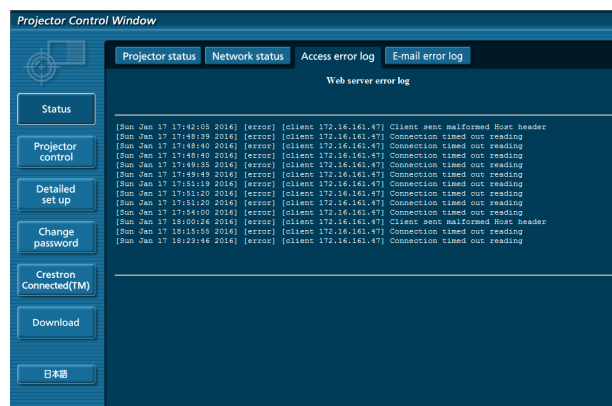 Projector Control Window
Projector status Network status Access error log E-mail error log
Web server error log
Status
Projector control
Detailed set up
Change password
Crestron Connected(TM)
Download
日本語
[Sun Jan 17 17:42:05 2016] [error] [client 172.16.161.47] Client sent malformed Host header
[Sun Jan 17 17:48:39 2016] [error] [client 172.16.161.47] Connection timed out reading
[Sun Jan 17 17:48:40 2016] [error] [client 172.16.161.47] Connection timed out reading
[Sun Jan 17 17:48:40 2016] [error] [client 172.16.161.47] Connection timed out reading
[Sun Jan 17 17:49:35 2016] [error] [client 172.16.161.47] Connection timed out reading
[Sun Jan 17 17:49:49 2016] [error] [client 172.16.161.47] Connection timed out reading
[Sun Jan 17 17:51:19 2016] [error] [client 172.16.161.47] Connection timed out reading
[Sun Jan 17 17:51:20 2016] [error] [client 172.16.161.47] Connection timed out reading
[Sun Jan 17 17:51:20 2016] [error] [client 172.16.161.47] Connection timed out reading
[Sun Jan 17 17:54:00 2016] [error] [client 172.16.161.47] Connection timed out reading
[Sun Jan 17 18:00:26 2016] [error] [client 172.16.161.47] Client sent malformed Host header
[Sun Jan 17 18:15:55 2016] [error] [client 172.16.161.47] Connection timed out reading
[Sun Jan 17 18:23:46 2016] [error] [client 172.16.161.47] Connection timed out reading